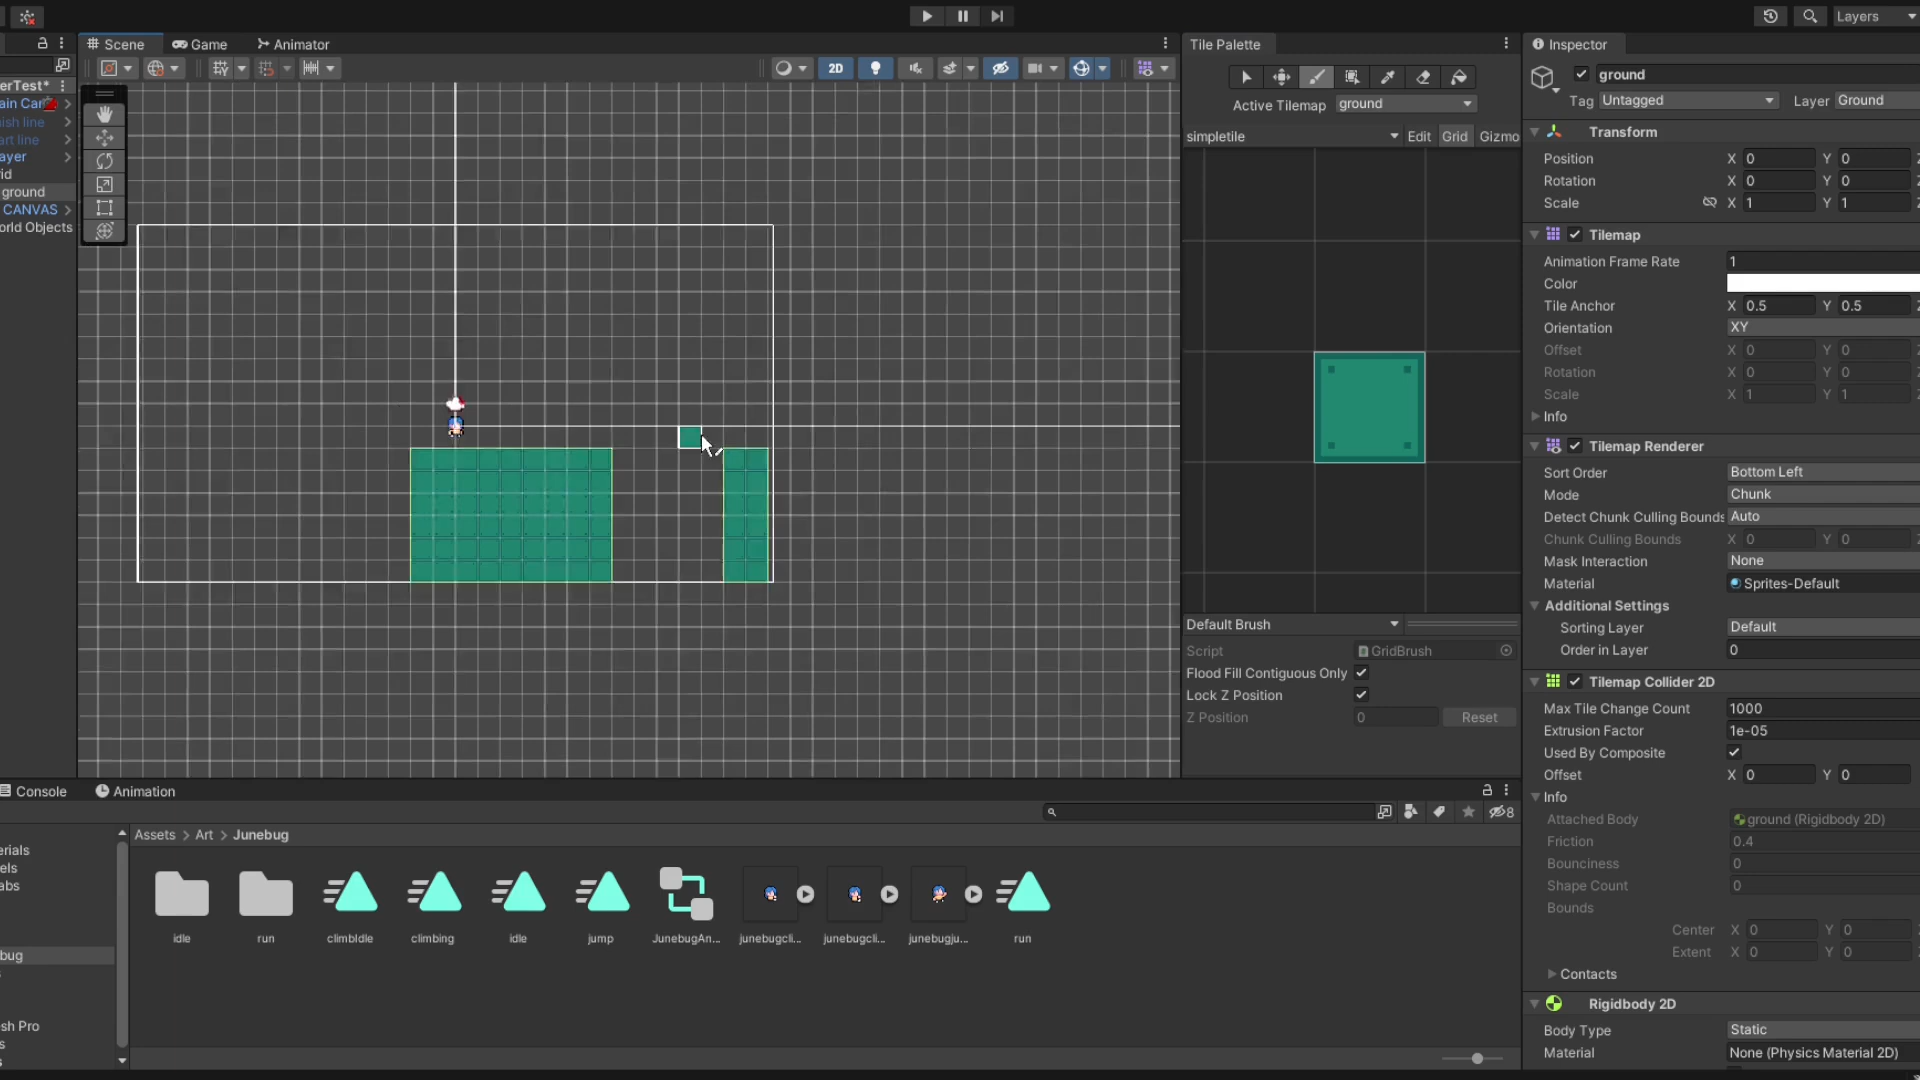 Layers
Scene
Game
Animator
Tile Palette
Inspector
2D
erTest*
ain Car
ish line
art line
ayer
rid
ground
CANVAS
orld Objects
Active Tilemap
ground
simpletile
Edit
Grid
Gizmo
Default Brush
Script
GridBrush
Flood Fill Contiguous Only
Lock Z Position
Z Position
0
Reset
ground
Tag Untagged
Layer Ground
Transform
Position X 0 Y 0
Rotation X 0 Y 0
Scale X 1 Y 1
Tilemap
Animation Frame Rate 1
Color
Tile Anchor X 0.5 Y 0.5
Orientation XY
Offset X 0 Y 0
Rotation X 0 Y 0
Scale X 1 Y 1
Info
Tilemap Renderer
Sort Order Bottom Left
Mode Chunk
Detect Chunk Culling Bounds Auto
Chunk Culling Bounds X 0 Y 0
Mask Interaction None
Material Sprites-Default
Additional Settings
Sorting Layer Default
Order in Layer 0
Tilemap Collider 2D
Max Tile Change Count 1000
Extrusion Factor 1e-05
Used By Composite
Offset X 0 Y 0
Info
Attached Body ground (Rigidbody 2D)
Friction 0.4
Bounciness 0
Shape Count 0
Bounds
Center X 0 Y 0
Extent X 0 Y 0
Contacts
Rigidbody 2D
Body Type Static
Material None (Physics Material 2D)
Console
Animation
8
Assets > Art > Junebug
erials
els
abs
bug
s
sh Pro
s
idle
run
climbIdle
climbing
idle
jump
JunebugAn...
junebugcli...
junebugcli...
junebugju...
run